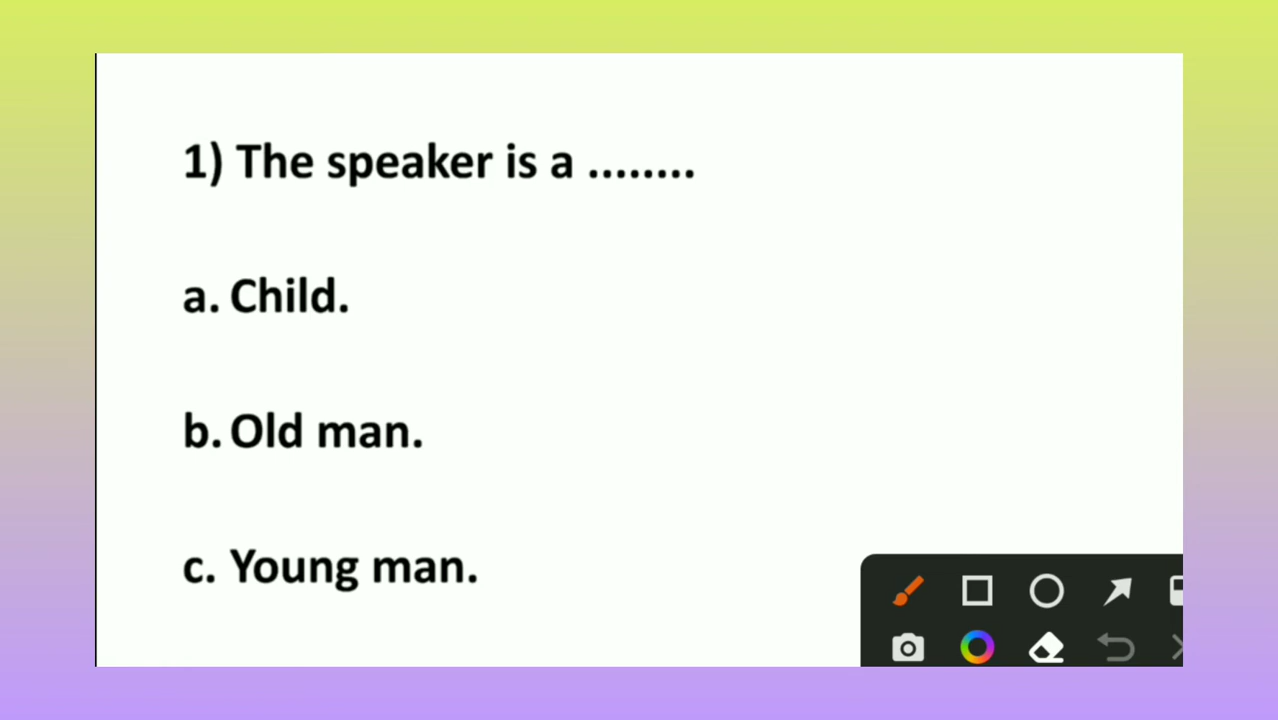 1) The speaker is a ........
a. Child.
b. Old man.
c. Young man.